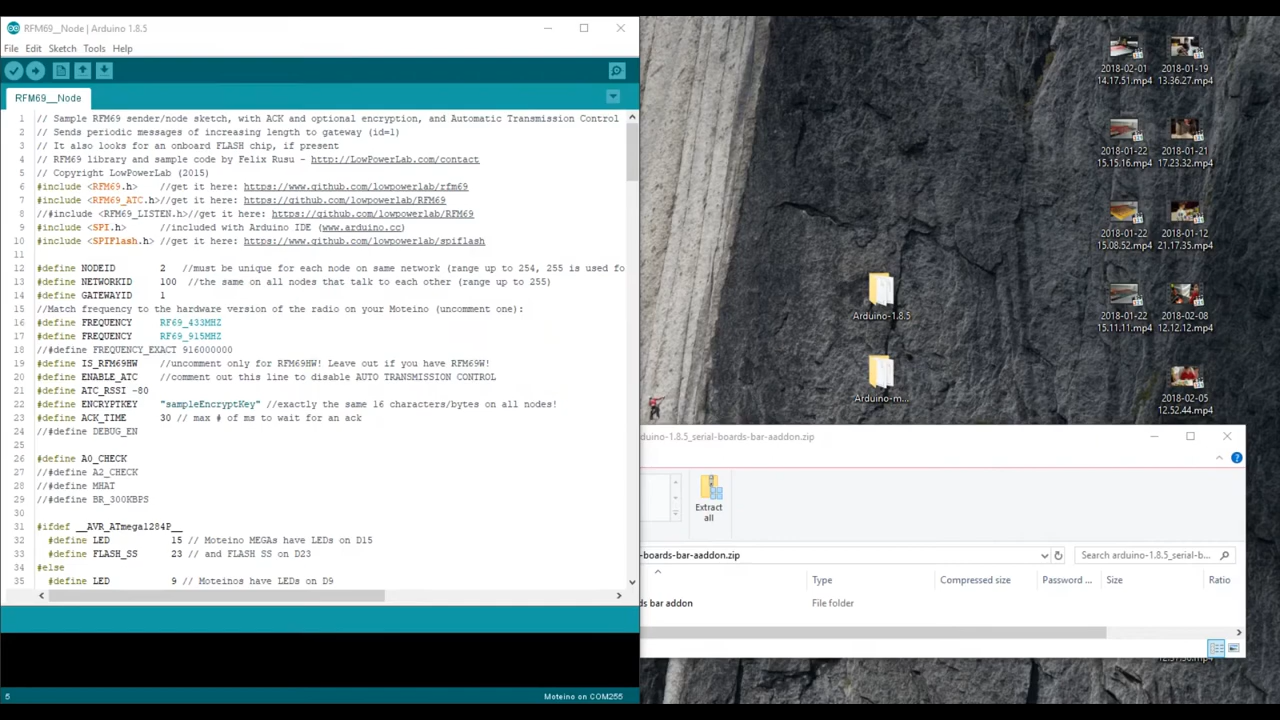 RFM69__Node | Arduino 1.8.5
File Edit Sketch Tools Help
RFM69__Node
1 // Sample RFM69 sender/node sketch, with ACK and optional encryption, and Automatic Transmission Control
2 // Sends periodic messages of increasing length to gateway (id=1)
3 // It also looks for an onboard FLASH chip, if present
4 // RFM69 library and sample code by Felix Rusu - http://LowPowerLab.com/contact
5 // Copyright LowPowerLab (2015)
6 #include <RFM69.h> //get it here: https://www.github.com/lowpowerlab/rfm69
7 #include <RFM69_ATC.h>//get it here: https://www.github.com/lowpowerlab/RFM69
8 //#include <RFM69_LISTEN.h>//get it here: https://www.github.com/lowpowerlab/RFM69
9 #include <SPI.h> //included with Arduino IDE (www.arduino.cc)
10 #include <SPIFlash.h> //get it here: https://www.github.com/lowpowerlab/spiflash
11
12 #define NODEID 2 //must be unique for each node on same network (range up to 254, 255 is used fo
13 #define NETWORKID 100 //the same on all nodes that talk to each other (range up to 255)
14 #define GATEWAYID 1
15 //Match frequency to the hardware version of the radio on your Moteino (uncomment one):
16 #define FREQUENCY RF69_433MHZ
17 #define FREQUENCY RF69_915MHZ
18 //#define FREQUENCY_EXACT 916000000
19 #define IS_RFM69HW //uncomment only for RFM69HW! Leave out if you have RFM69W!
20 #define ENABLE_ATC //comment out this line to disable AUTO TRANSMISSION CONTROL
21 #define ATC_RSSI -80
22 #define ENCRYPTKEY "sampleEncryptKey" //exactly the same 16 characters/bytes on all nodes!
23 #define ACK_TIME 30 // max # of ms to wait for an ack
24 //#define DEBUG_EN
25
26 #define A0_CHECK
27 //#define A2_CHECK
28 //#define MHAT
29 //#define BR_300KBPS
30
31 #ifdef __AVR_ATmega1284P__
32 #define LED 15 // Moteino MEGAs have LEDs on D15
33 #define FLASH_SS 23 // and FLASH SS on D23
34 #else
35 #define LED 9 // Moteinos have LEDs on D9
5
Moteino on COM255
2018-02-01
14.17.51.mp4
2018-01-19
13.36.27.mp4
2018-01-22
15.15.16.mp4
2018-01-21
17.23.32.mp4
2018-01-22
15.08.52.mp4
2018-01-12
21.17.35.mp4
2018-01-22
15.11.11.mp4
2018-02-08
12.12.12.mp4
2018-02-05
12.52.44.mp4
Arduino-1.8.5
Arduino-m...
duino-1.8.5_serial-boards-bar-aaddon.zip
Extract
all
-boards-bar-aaddon.zip
Search arduino-1.8.5_serial-b...
Type Compressed size Password ... Size Ratio
ds bar addon File folder